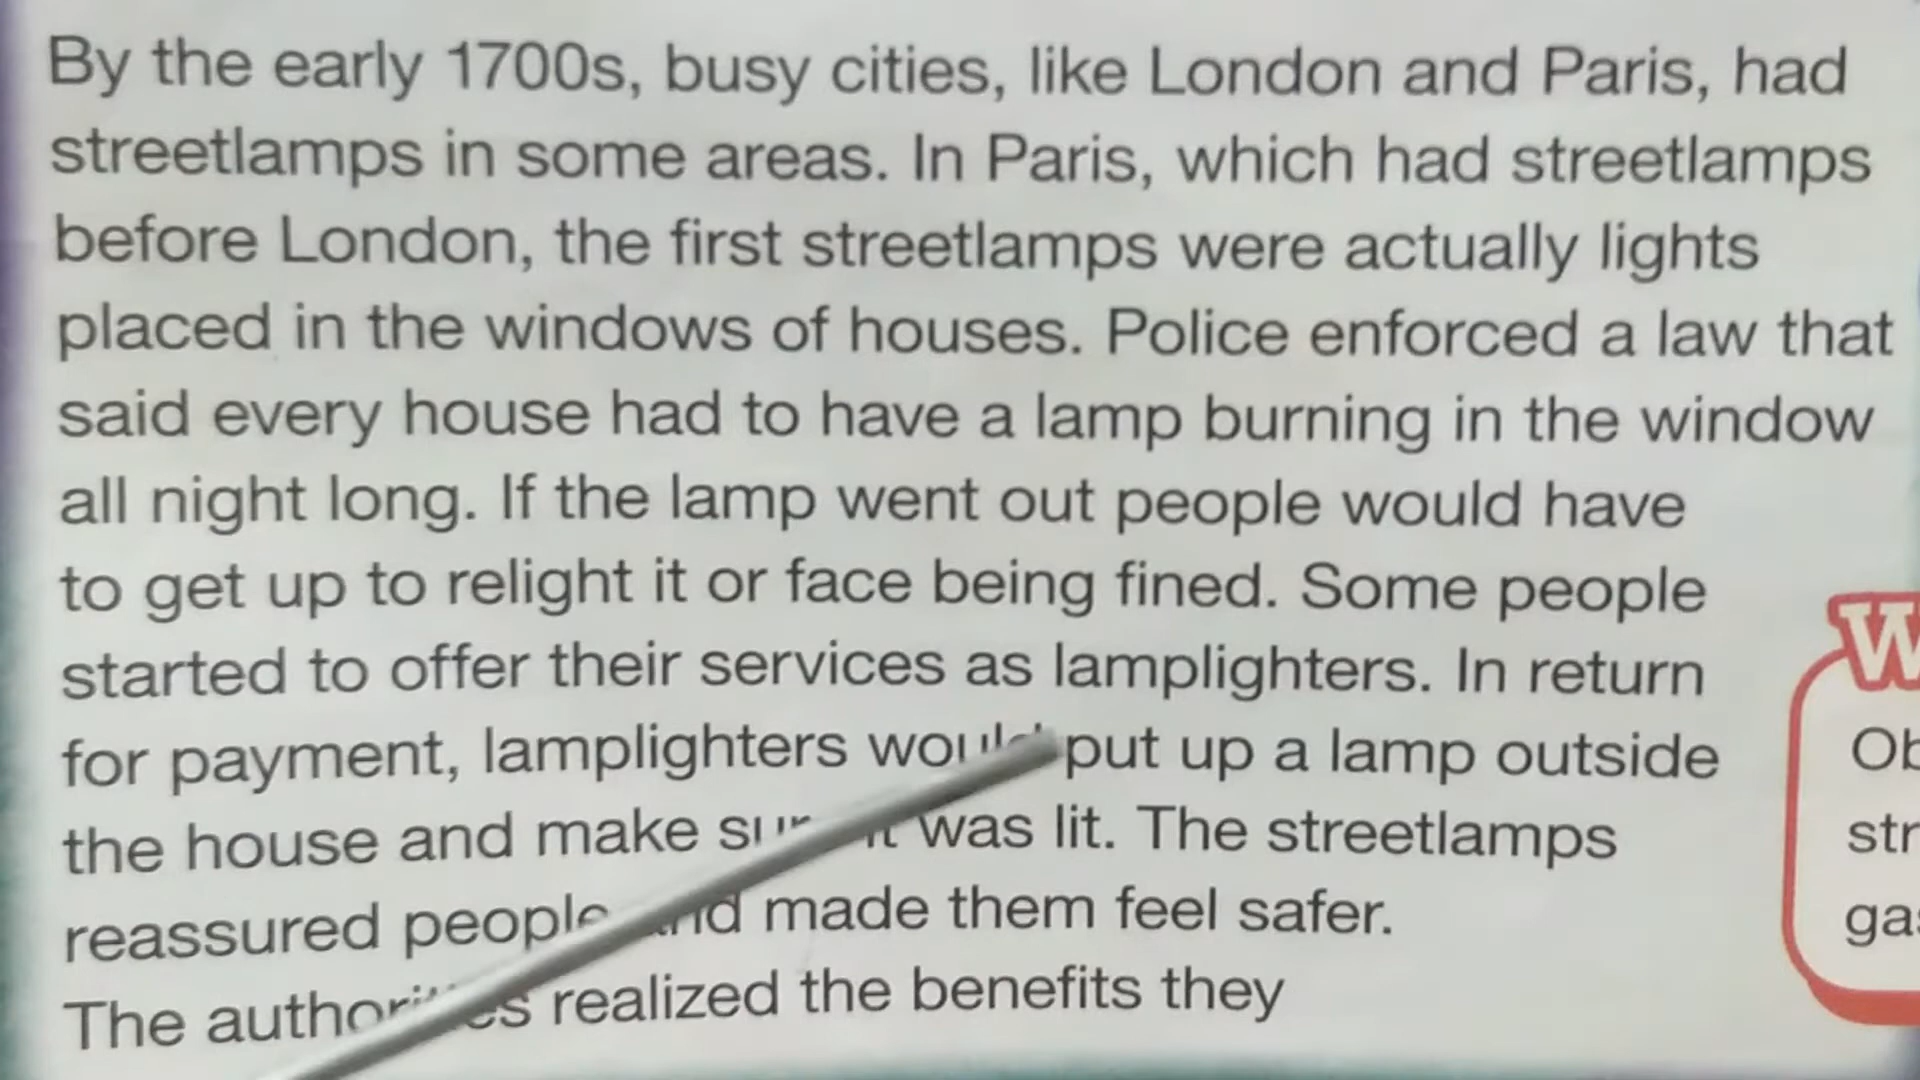 By the early 1700s, busy cities, like London and Paris, had
streetlamps in some areas. In Paris, which had streetlamps
before London, the first streetlamps were actually lights
placed in the windows of houses. Police enforced a law that
said every house had to have a lamp burning in the window
all night long. If the lamp went out people would have
to get up to relight it or face being fined. Some people
started to offer their services as lamplighters. In return
for payment, lamplighters would put up a lamp outside
the house and make it was lit. The streetlamps
reassured people and made them feel safer.
The authorities realized the benefits they
W
Ob
str
gas